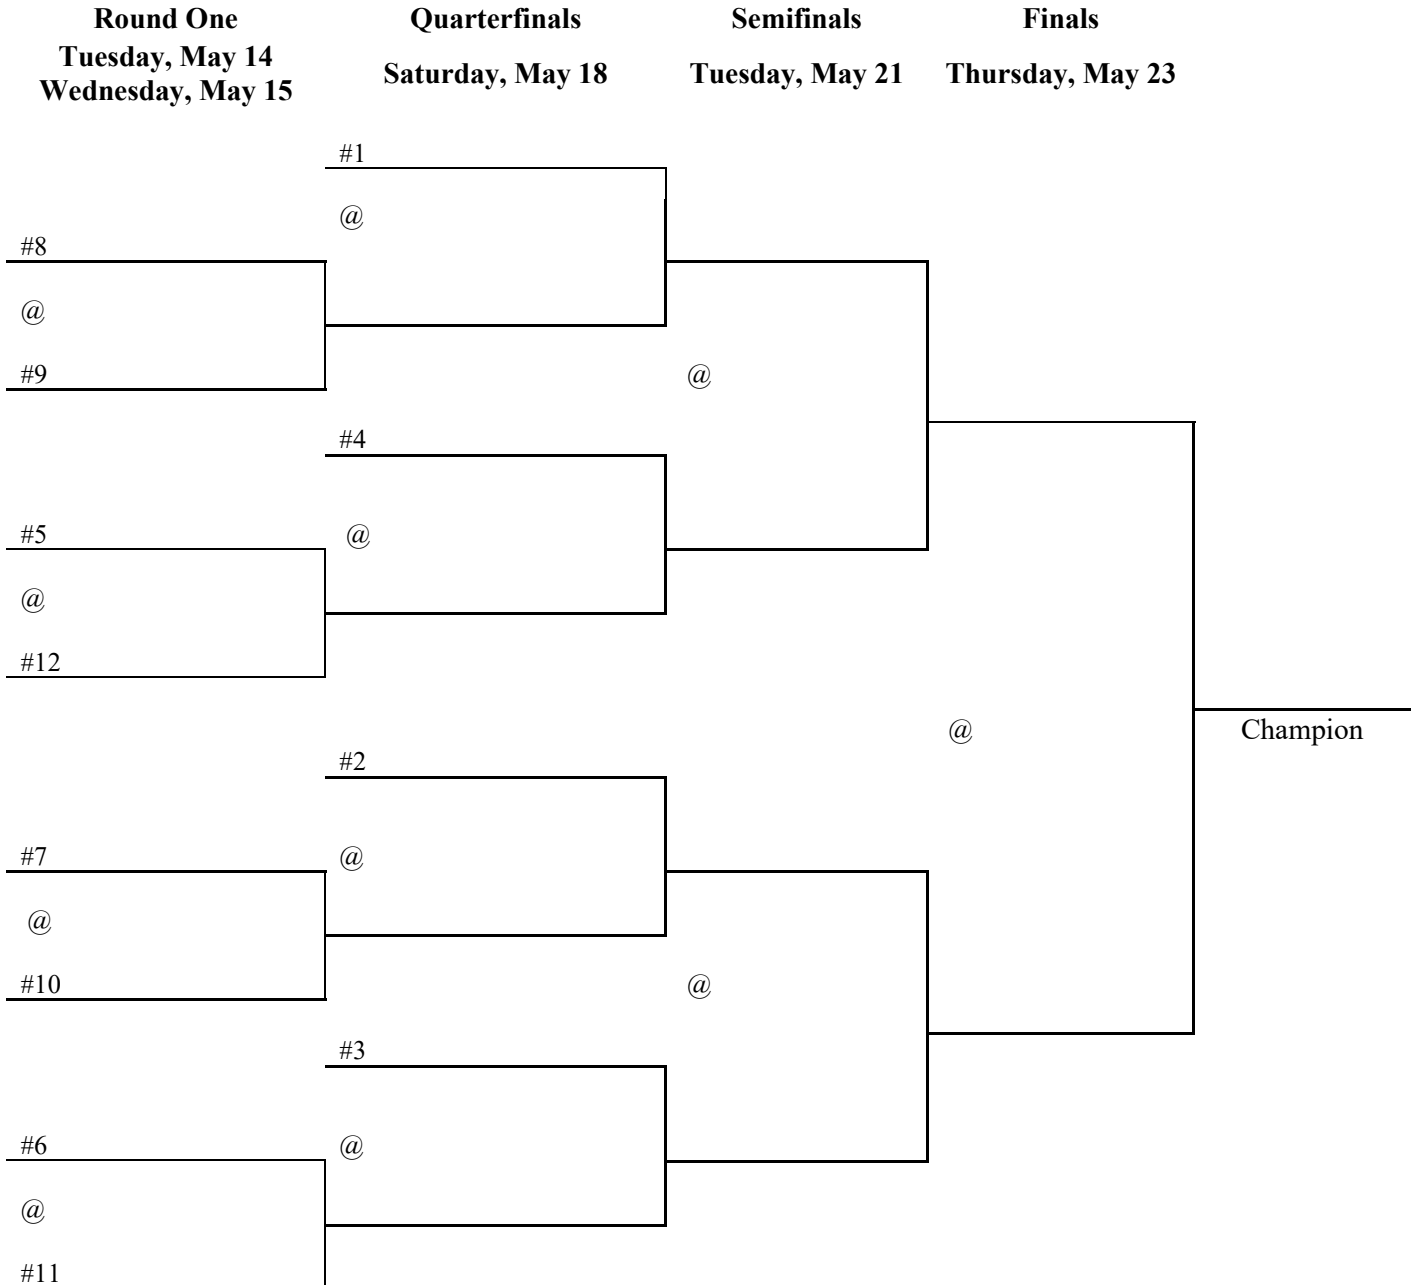 Round One
Tuesday, May 14
Wednesday, May 15
Quarterfinals
Saturday, May 18
Semifinals
Tuesday, May 21
Finals
Thursday, May 23
#1
@
#8
@
#9
@
#4
#5
@
@
#12
@
Champion
#2
#7
@
@
#10
@
#3
#6
@
@
#11